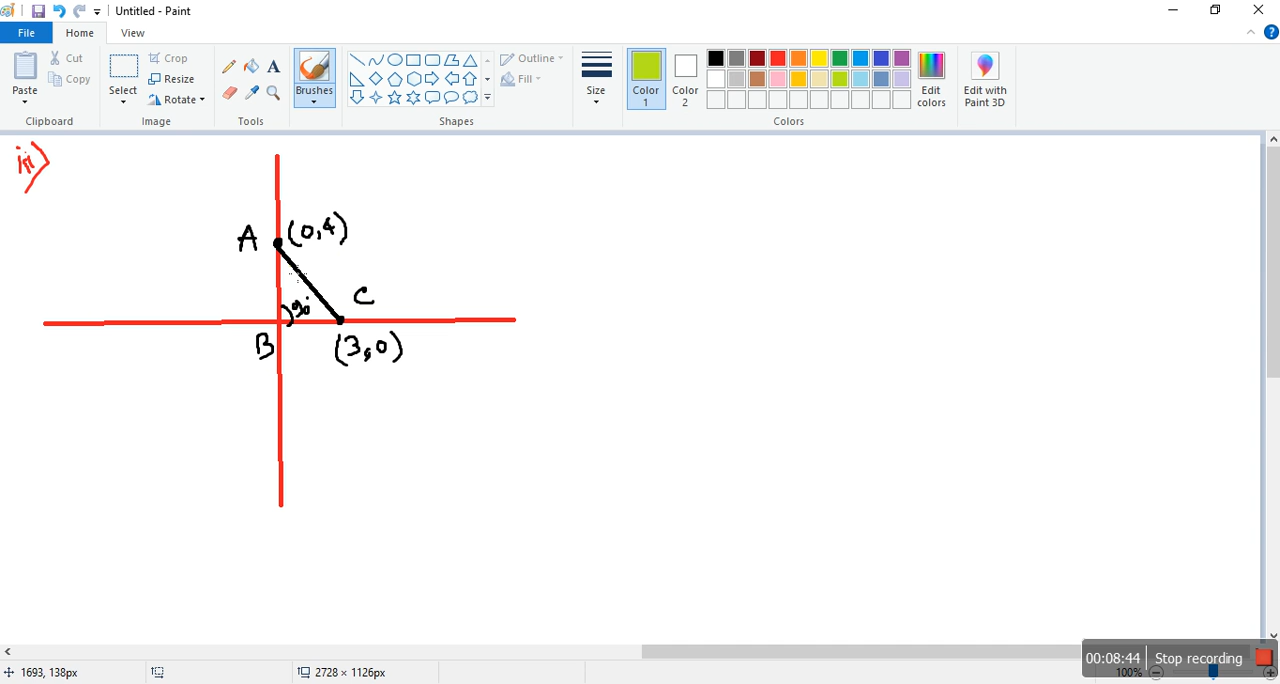 Untitled - Paint
File Home View
Paste Cut Copy Clipboard
Select Crop Resize Rotate Image
Tools
Brushes
Shapes Outline Fill
Size
Color 1 Color 2 Edit colors Colors
Edit with Paint 3D
A (0,4)
C
90°
B (3,0)
00:08:44 Stop recording
1693, 138px 2728 × 1126px 100%